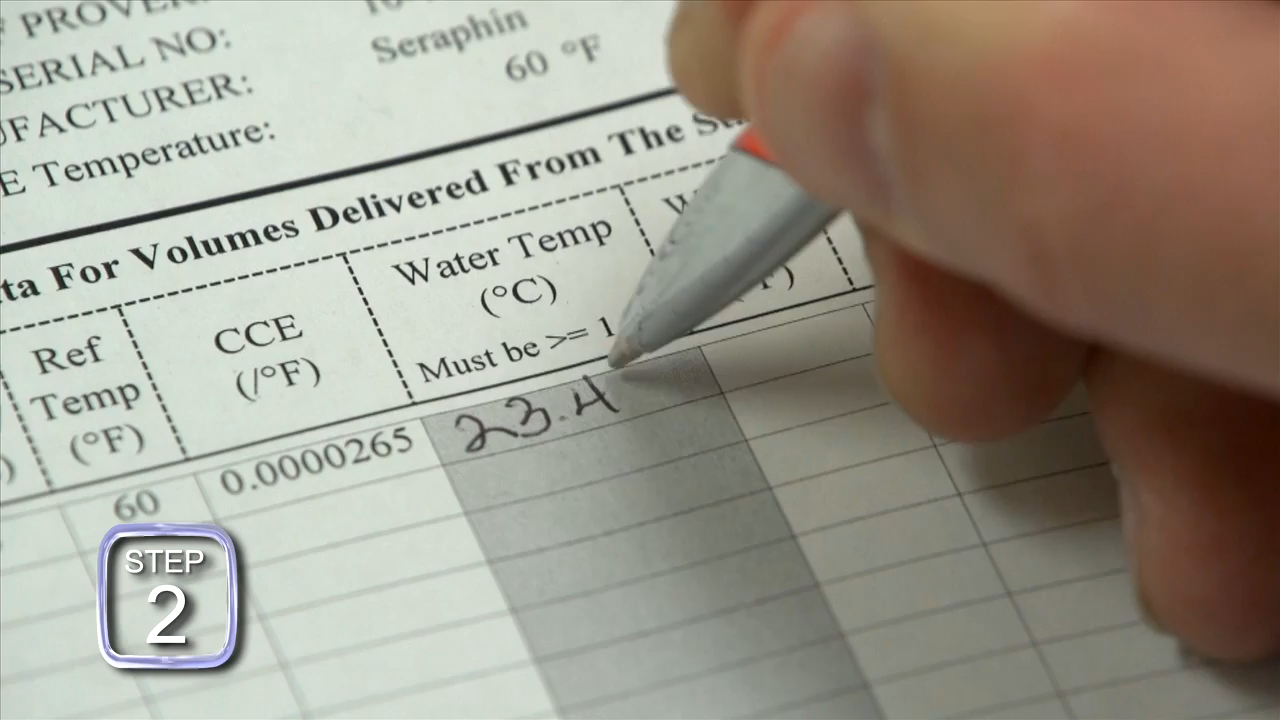 F PROVER
SERIAL NO:
UFACTURER:
Seraphin
E Temperature:
60 °F
ta For Volumes Delivered From The Sta
Ref
Temp
(°F)
CCE
(/°F)
Water Temp
(°C)
Must be >= 1
W
F)
60
0.0000265
23.4
STEP
2